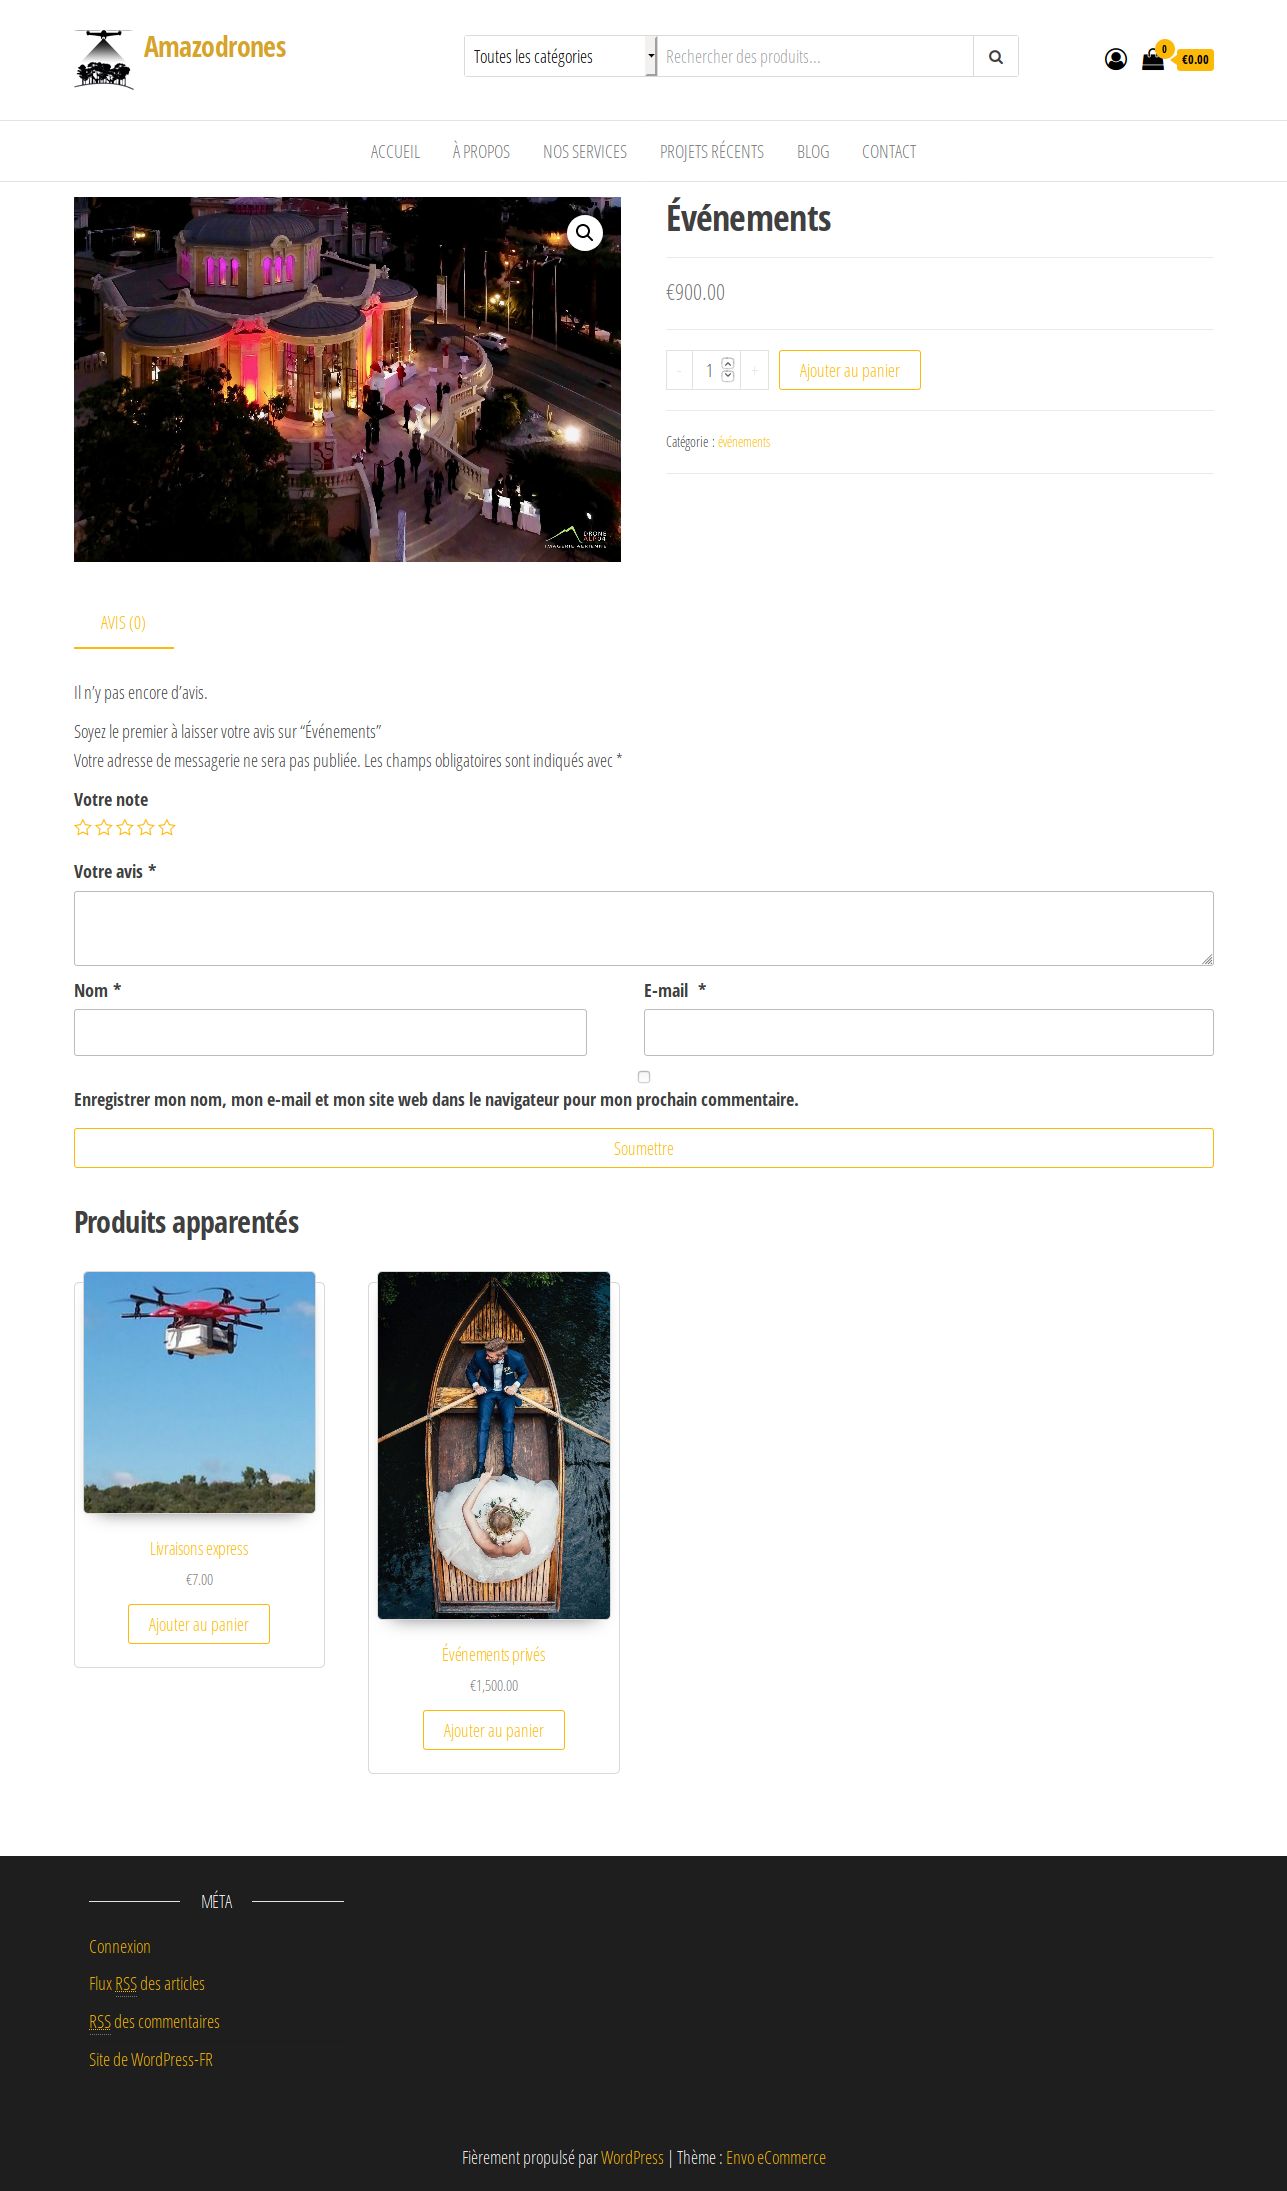 Amazodrones
Toutes les catégories
Rechercher des produits...
0
€0.00
ACCUEIL
À PROPOS
NOS SERVICES
PROJETS RÉCENTS
BLOG
CONTACT
Événements
€900.00
- 1 +
Ajouter au panier
Catégorie : événements
DRONE
ALPO4
IMAGERIE AERIENNE
AVIS (0)
Il n’y pas encore d’avis.
Soyez le premier à laisser votre avis sur “Événements”
Votre adresse de messagerie ne sera pas publiée. Les champs obligatoires sont indiqués avec *
Votre note
Votre avis *
Nom *
E-mail *
Enregistrer mon nom, mon e-mail et mon site web dans le navigateur pour mon prochain commentaire.
Soumettre
Produits apparentés
Livraisons express
€7.00
Ajouter au panier
Événements privés
€1,500.00
Ajouter au panier
MÉTA
Connexion
Flux RSS des articles
RSS des commentaires
Site de WordPress-FR
Fièrement propulsé par WordPress | Thème : Envo eCommerce